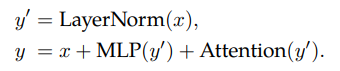 y′ = LayerNorm(x),
y = x + MLP(y′) + Attention(y′).